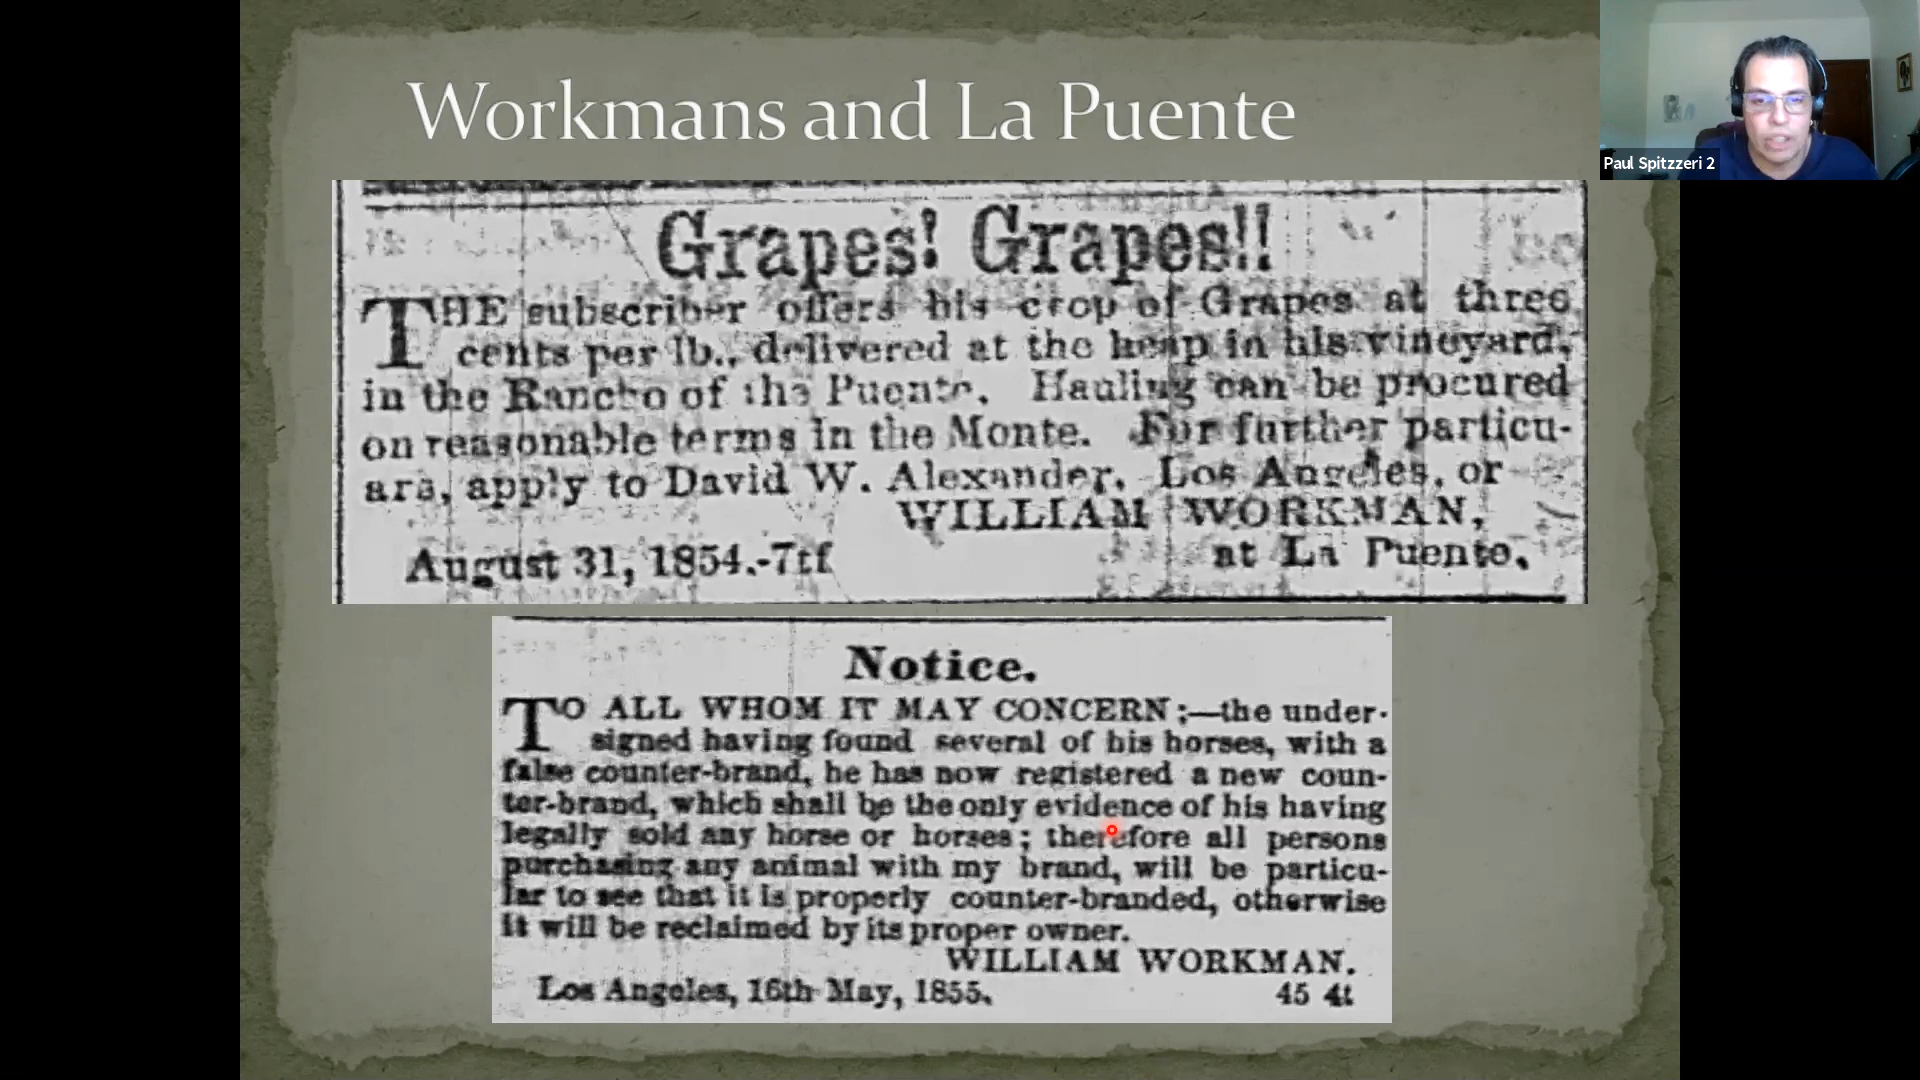 Workmans and La Puente
Paul Spitzzeri 2
Grapes! Grapes!!
THE subscriber offers his crop of Grapes at three
cents per lb., delivered at the heap in his vineyard,
in the Rancho of the Puente. Hauling can be procured
on reasonable terms in the Monte. For further particu-
ars, apply to David W. Alexander, Los Angeles, or
WILLIAM WORKMAN,
August 31, 1854.-7tf
at La Puente.
Notice.
TO ALL WHOM IT MAY CONCERN;—the under-
signed having found several of his horses, with a
false counter-brand, he has now registered a new coun-
ter-brand, which shall be the only evidence of his having
legally sold any horse or horses; therefore all persons
purchasing any animal with my brand, will be particu-
lar to see that it is properly counter-branded, otherwise
it will be reclaimed by its proper owner.
WILLIAM WORKMAN.
Los Angeles, 16th May, 1855. 45 4t